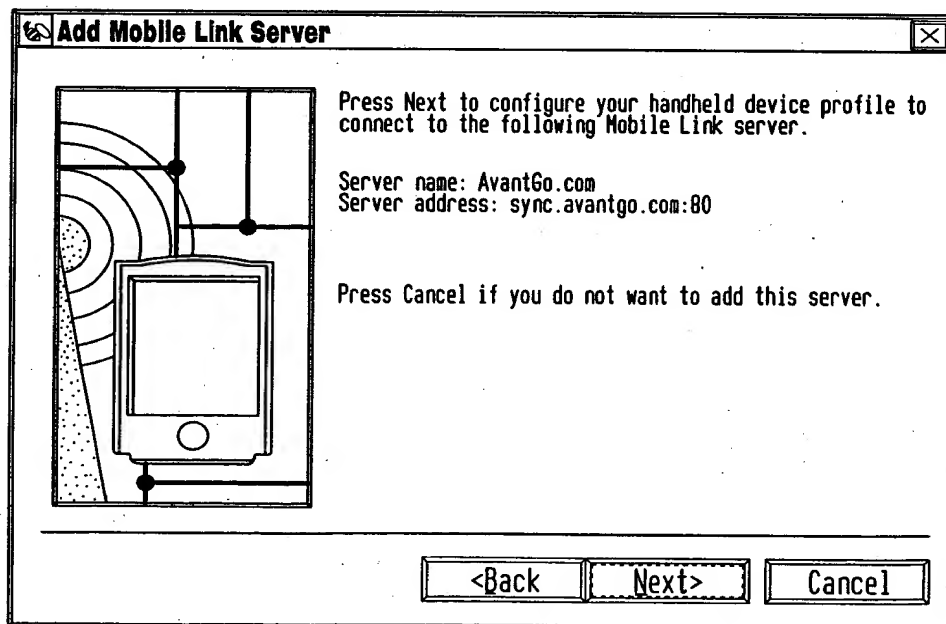 Add Mobile Link Server
Press Next to configure your handheld device profile to
connect to the following Mobile Link server.
Server name: AvantGo.com
Server address: sync.avantgo.com:80
Press Cancel if you do not want to add this server.
<Back
Next>
Cancel